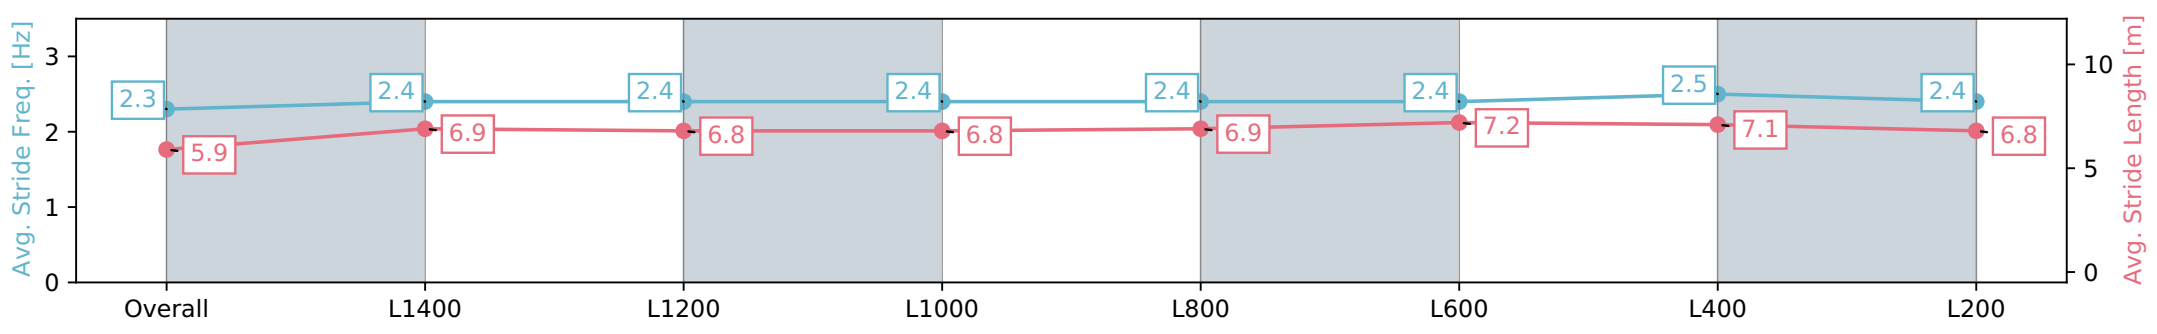 Avg. Stride Freq. [Hz]
3
2
1
0
2.3
2.4
2.4
2.4
2.4
2.4
2.5
2.4
5.9
6.9
6.8
6.8
6.9
7.2
7.1
6.8
10
5
0
Avg. Stride Length [m]
Overall
L1400
L1200
L1000
L800
L600
L400
L200